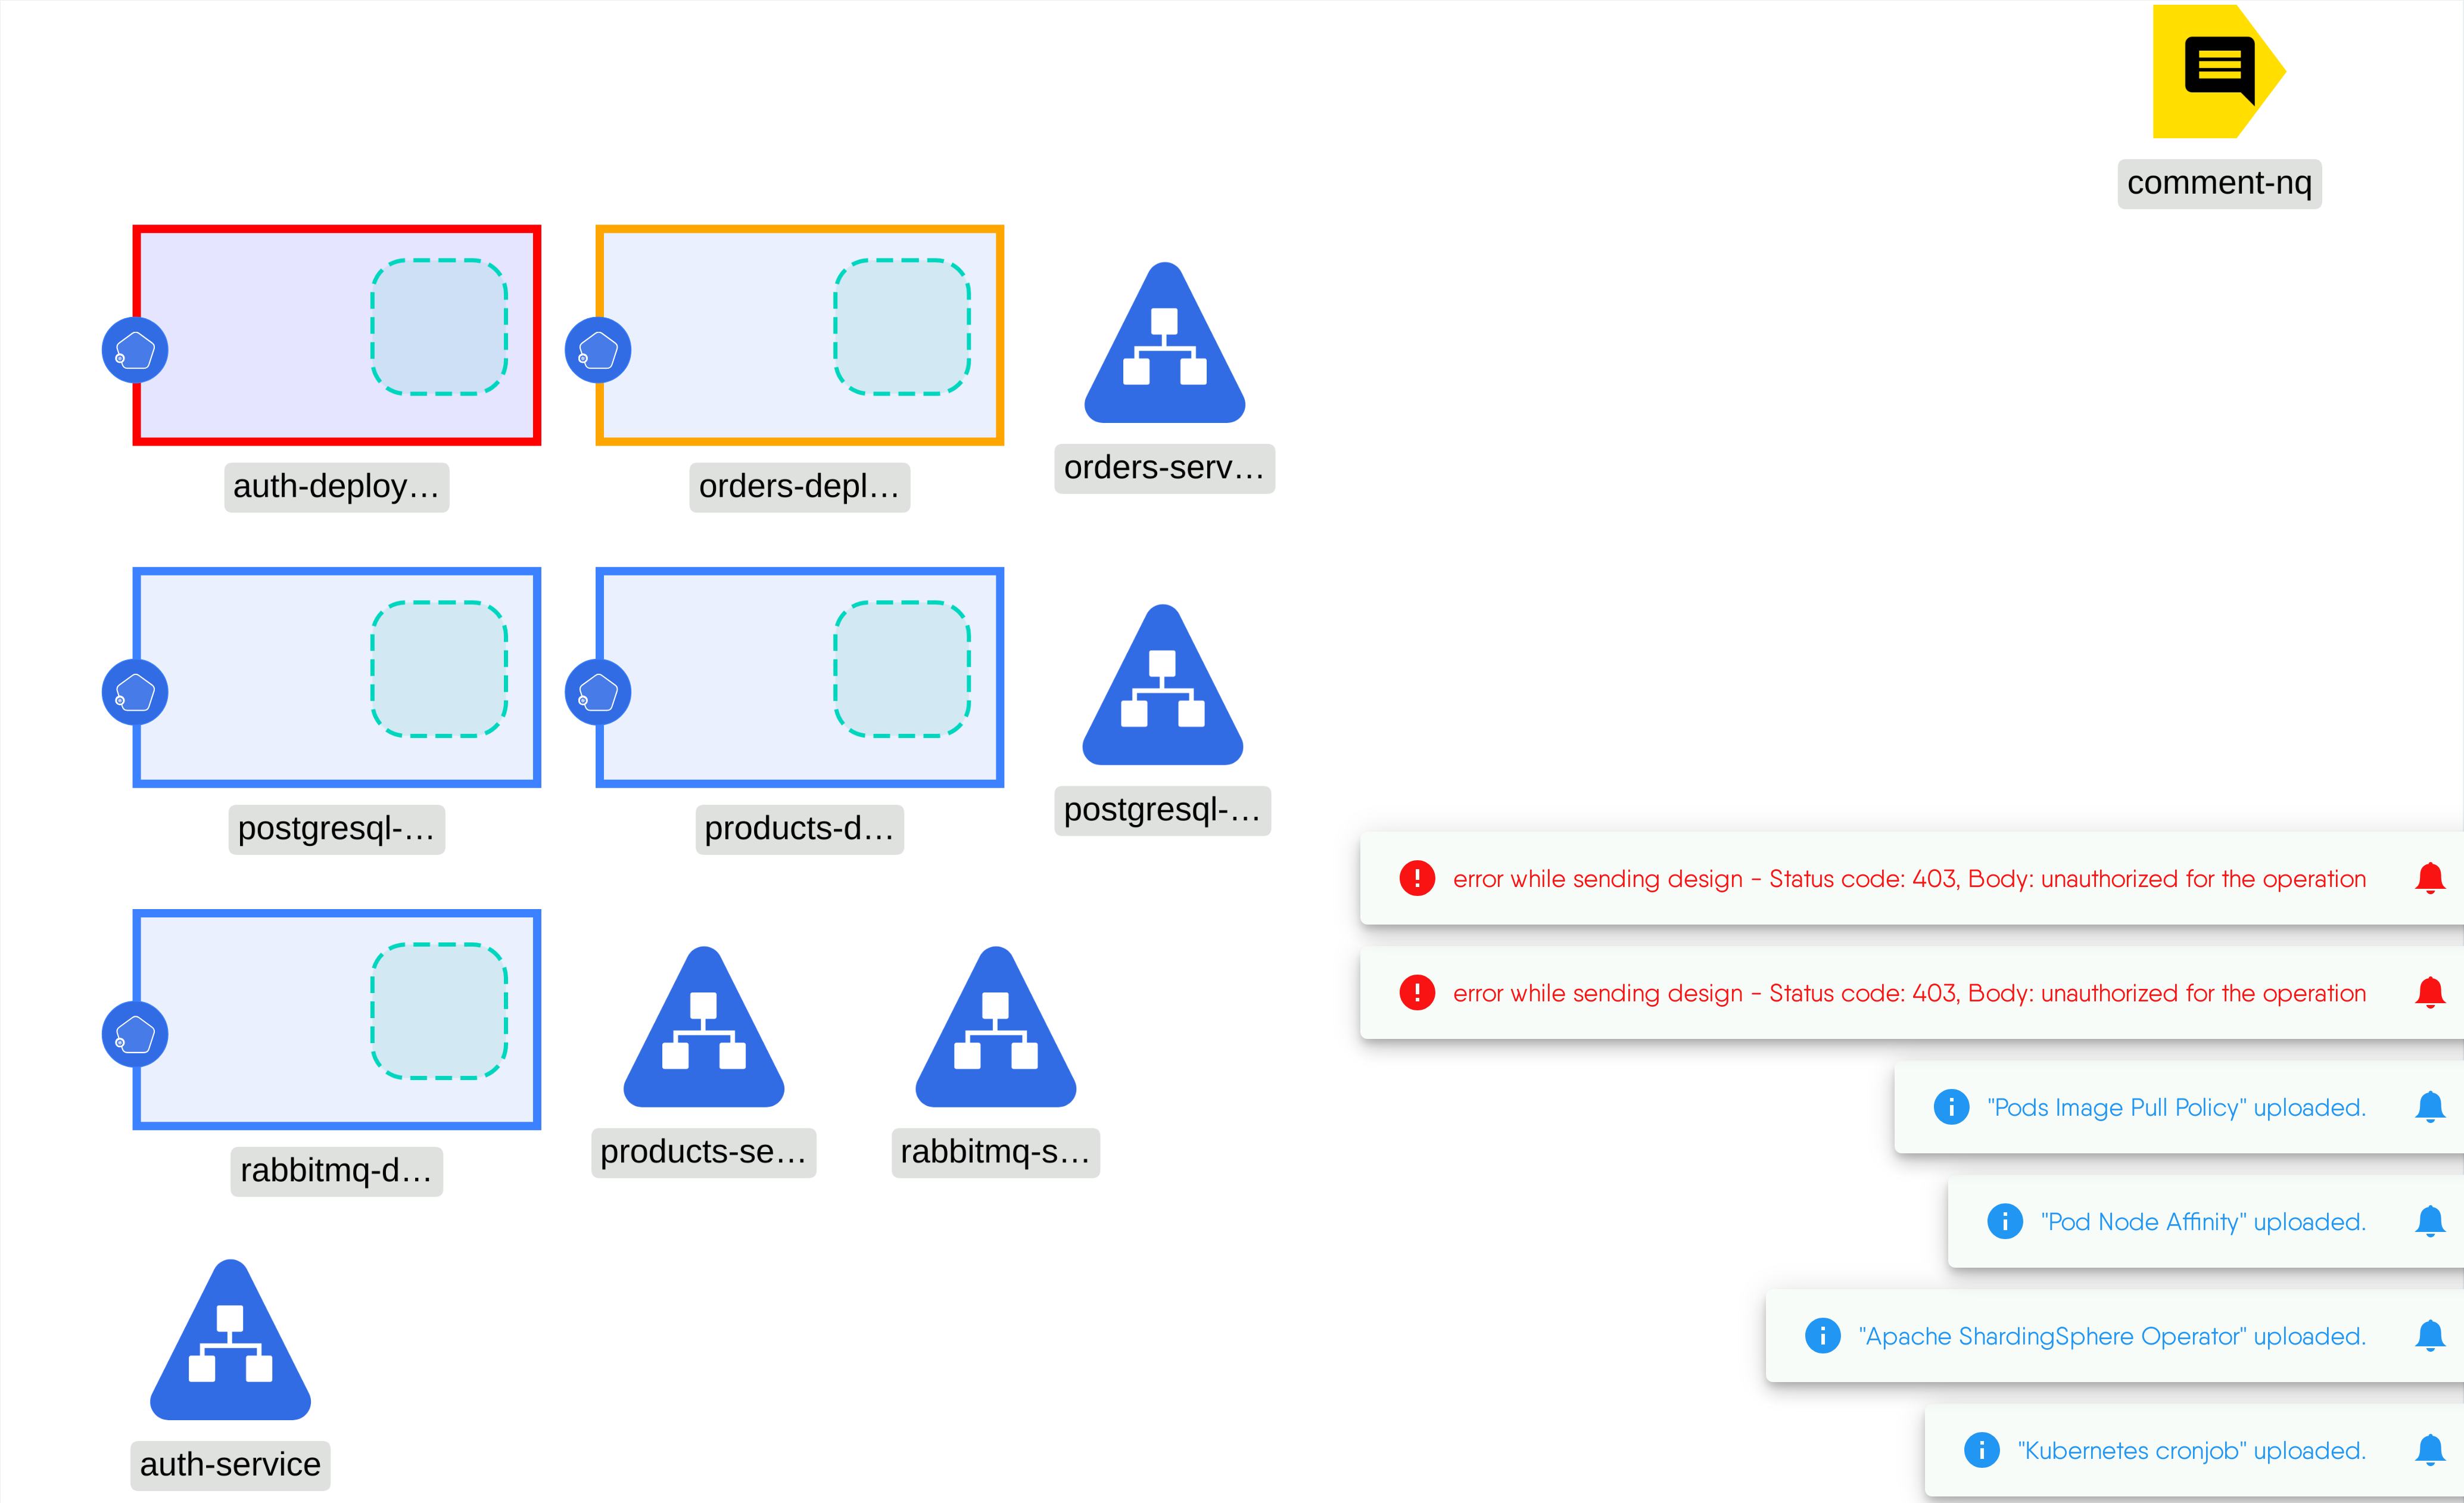 comment-nq
auth-deploy…
orders-depl…
orders-serv…
postgresql-…
products-d…
postgresql-…
error while sending design - Status code: 403, Body: unauthorized for the operation
error while sending design - Status code: 403, Body: unauthorized for the operation
rabbitmq-d…
products-se…
rabbitmq-s…
"Pods Image Pull Policy" uploaded.
"Pod Node Affinity" uploaded.
"Apache ShardingSphere Operator" uploaded.
auth-service
"Kubernetes cronjob" uploaded.